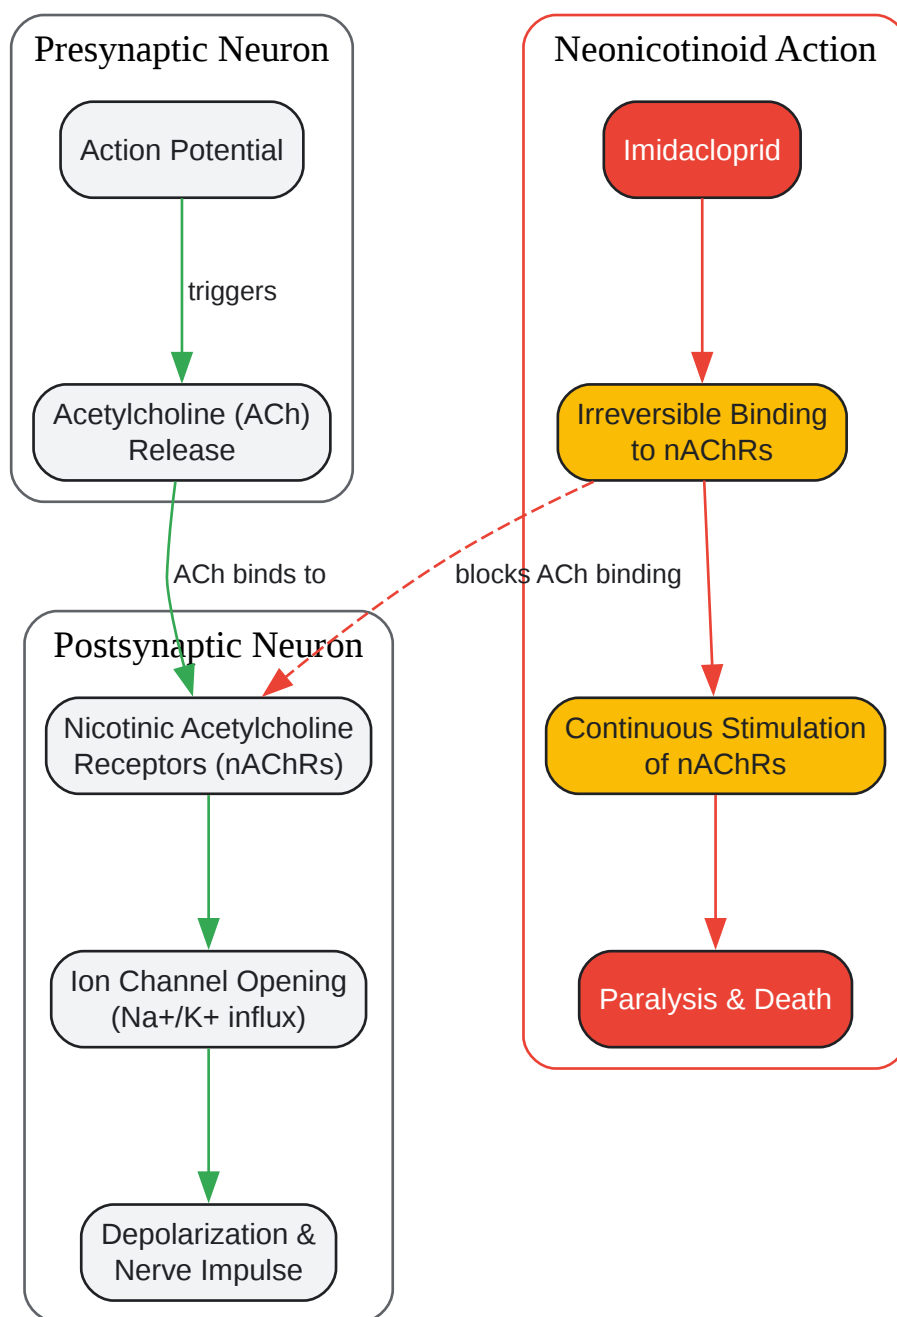 Presynaptic Neuron
Action Potential
triggers
Acetylcholine (ACh)
Release
ACh binds to
Postsynaptic Neuron
Nicotinic Acetylcholine
Receptors (nAChRs)
Ion Channel Opening
(Na+/K+ influx)
Depolarization &
Nerve Impulse
Neonicotinoid Action
Imidacloprid
Irreversible Binding
to nAChRs
blocks ACh binding
Continuous Stimulation
of nAChRs
Paralysis & Death